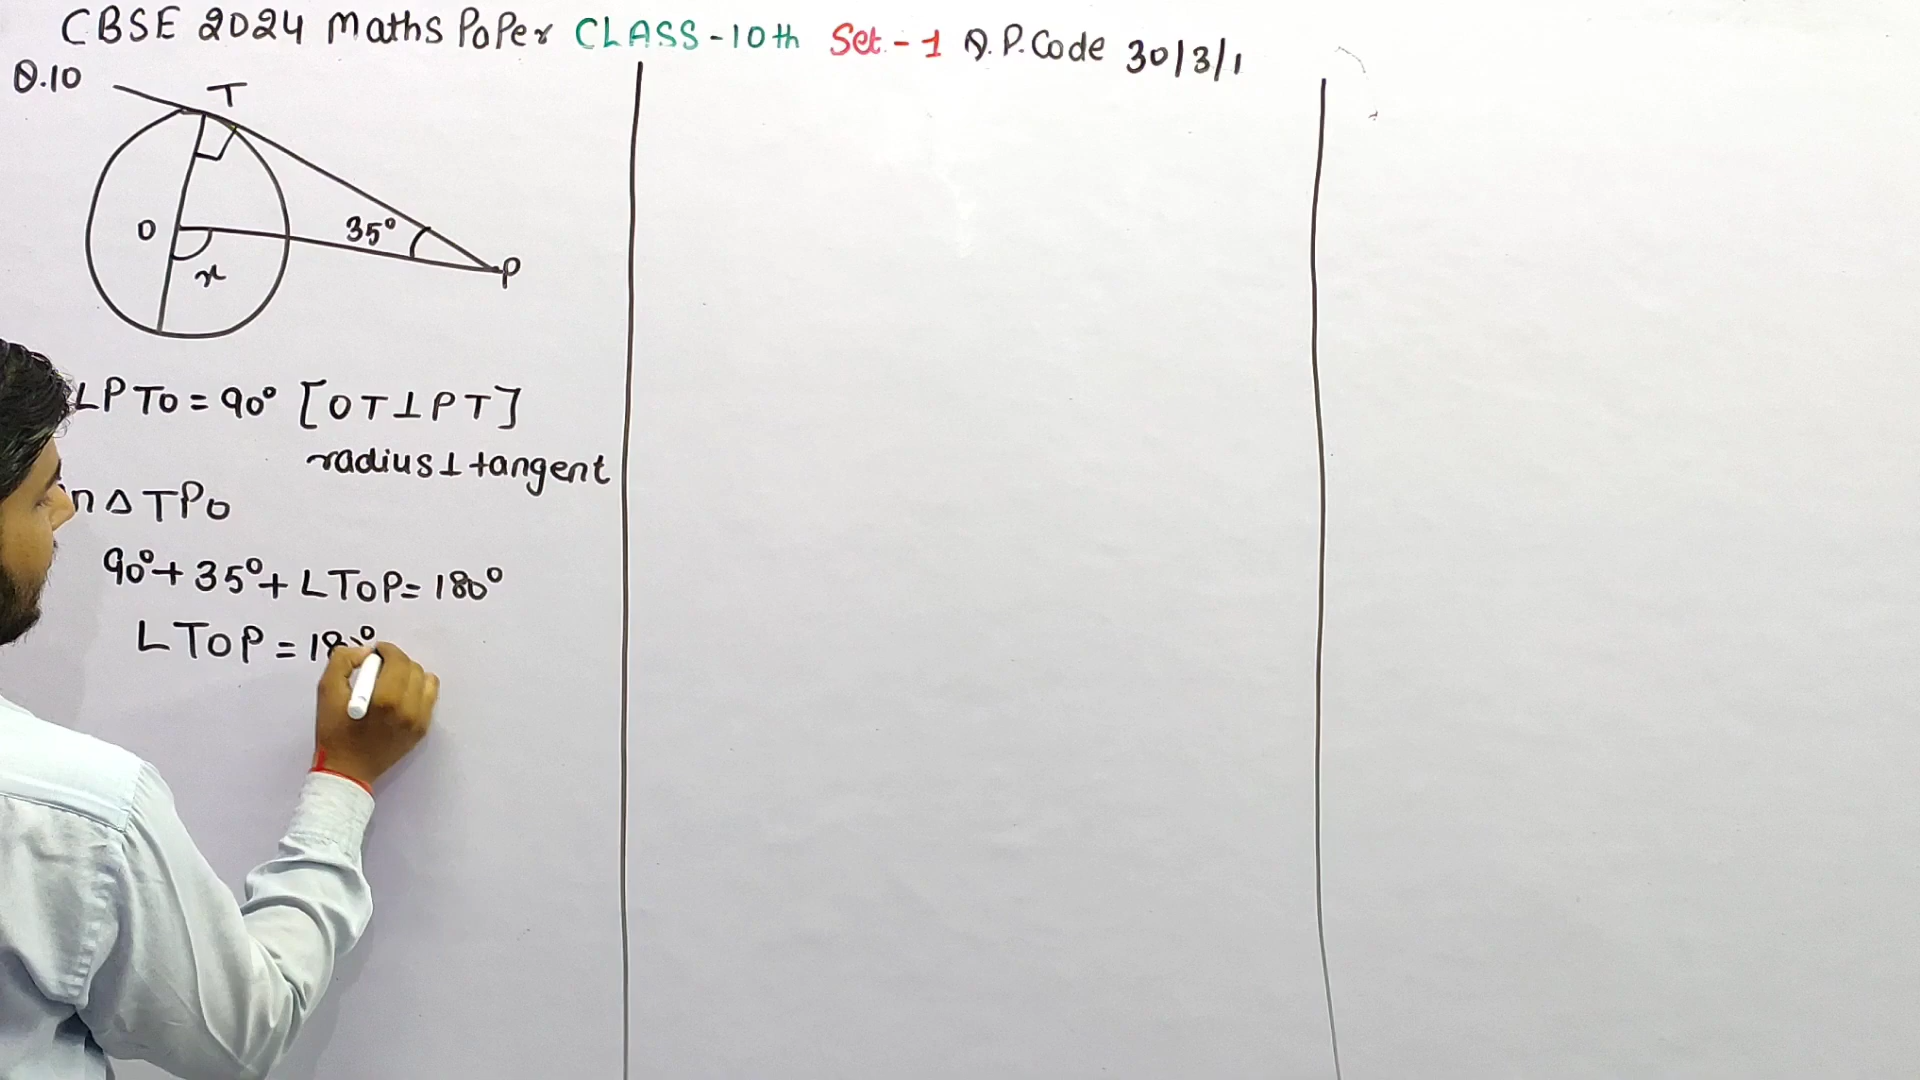 CBSE 2024 Maths PaPer CLASS-10th Set-1 Q.P.Code 30/3/1
Q.10
T
O
35°
x
P
∠PTO = 90° [OT⊥PT]
radius⊥tangent
in △TPO
90°+35°+∠TOP=180°
∠TOP=180°